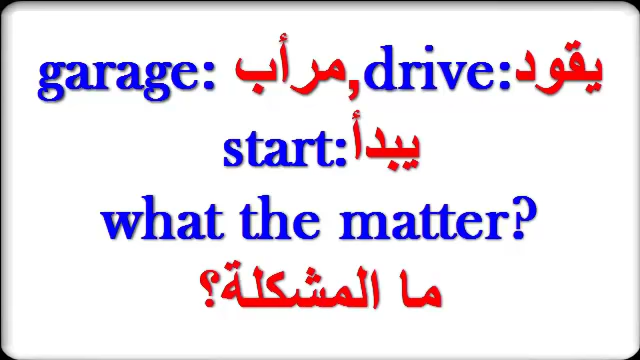 garage: مرأب,drive:يقود
start:يبدأ
what the matter?
ما المشكلة؟